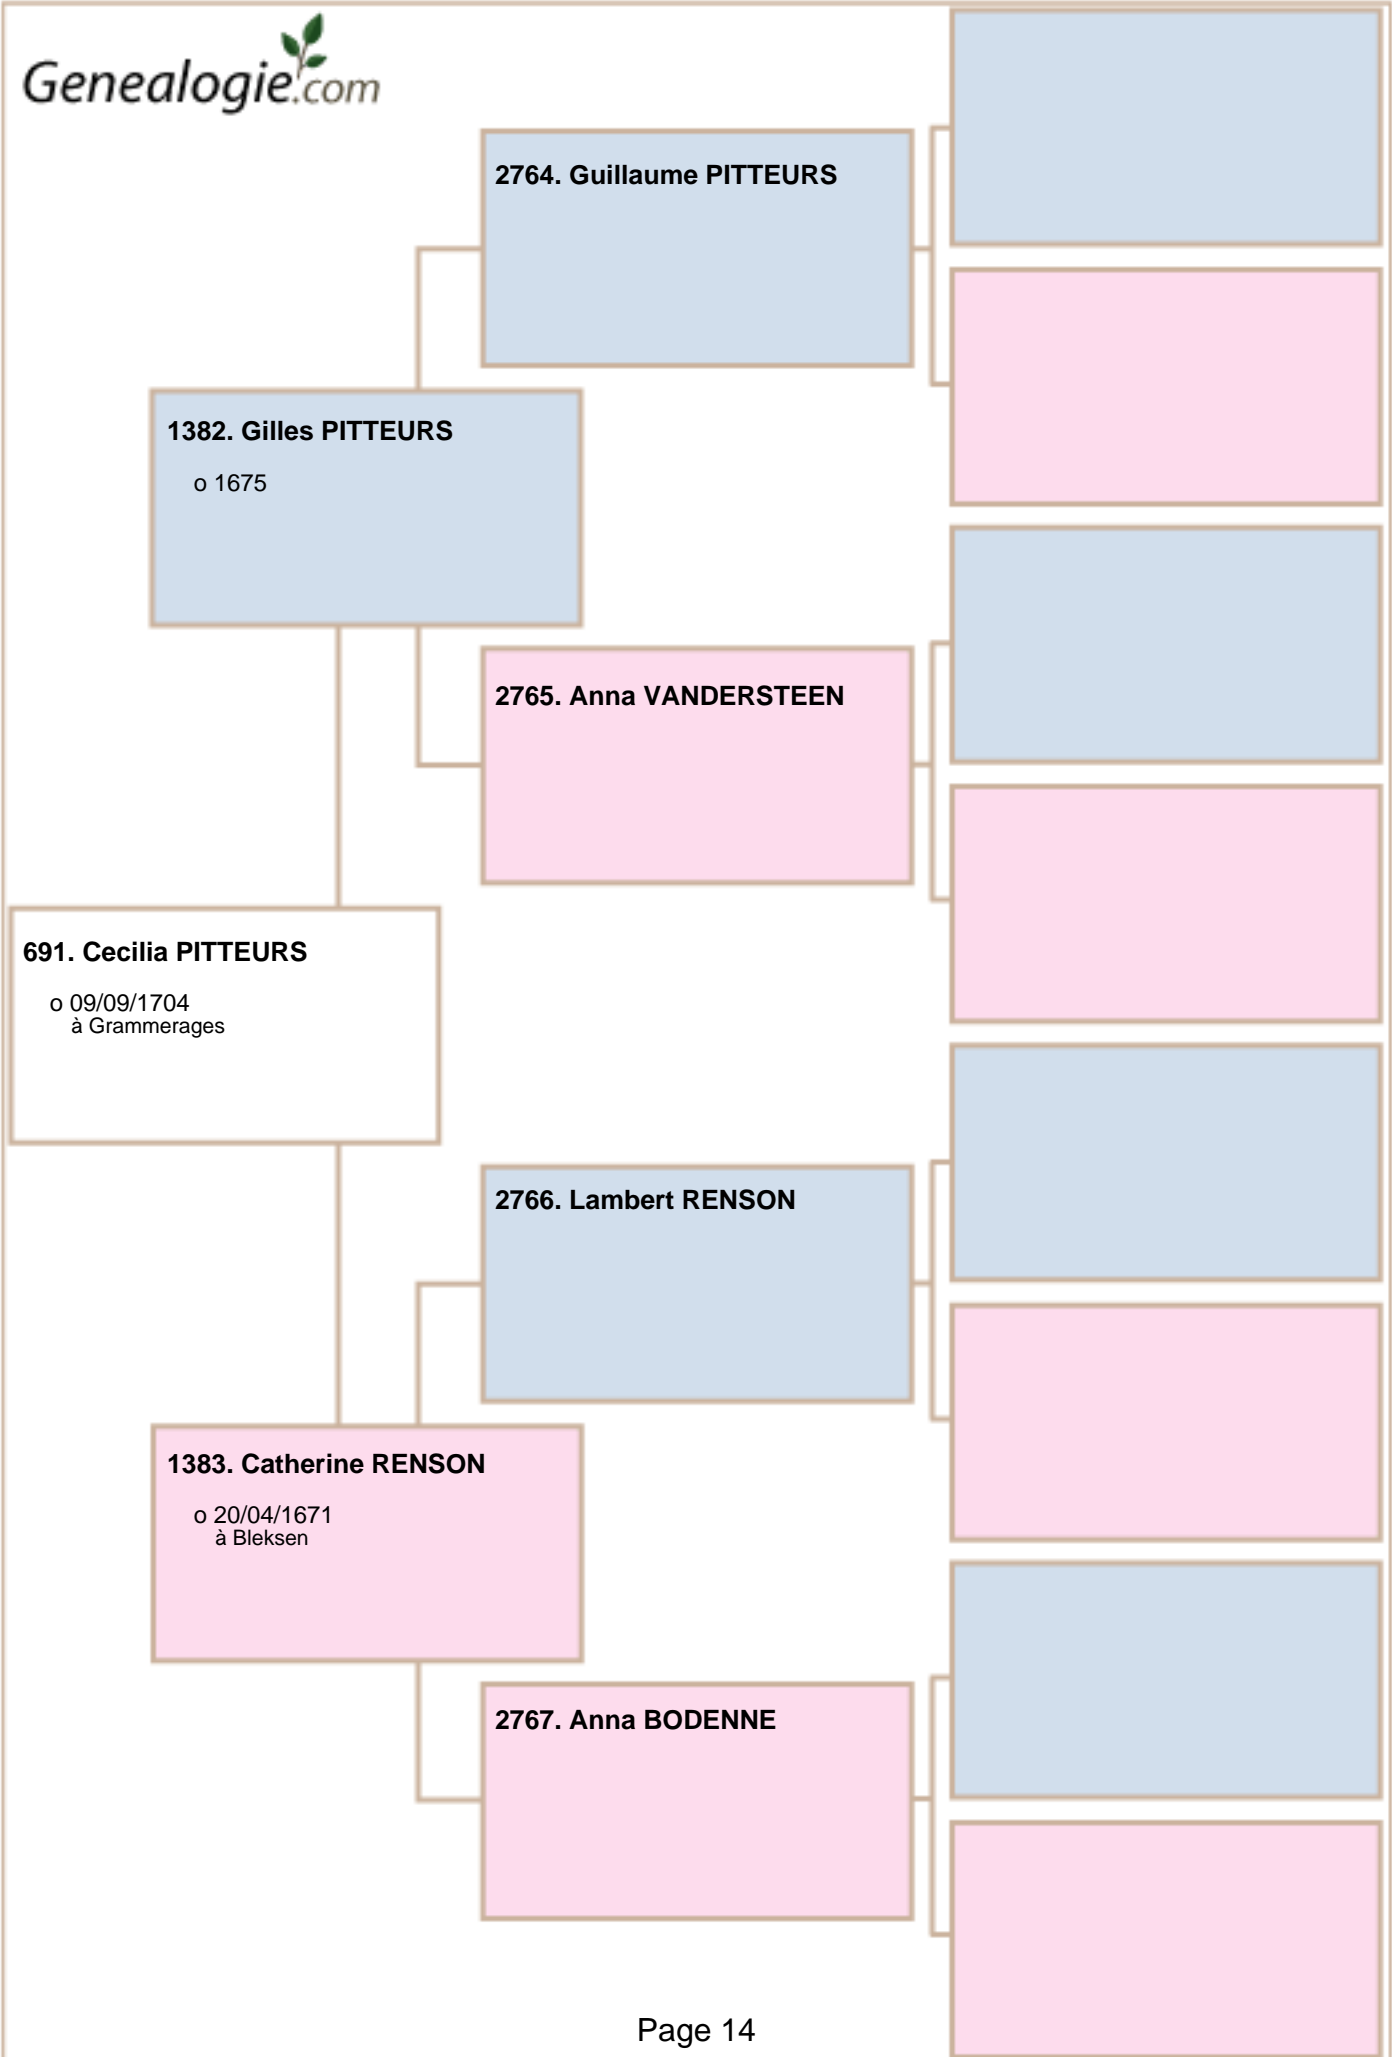 Genealogie.com
2764. Guillaume PITTEURS
1382. Gilles PITTEURS
o 1675
2765. Anna VANDERSTEEN
691. Cecilia PITTEURS
o 09/09/1704
à Grammerages
2766. Lambert RENSON
1383. Catherine RENSON
o 20/04/1671
à Bleksen
2767. Anna BODENNE
Page 14